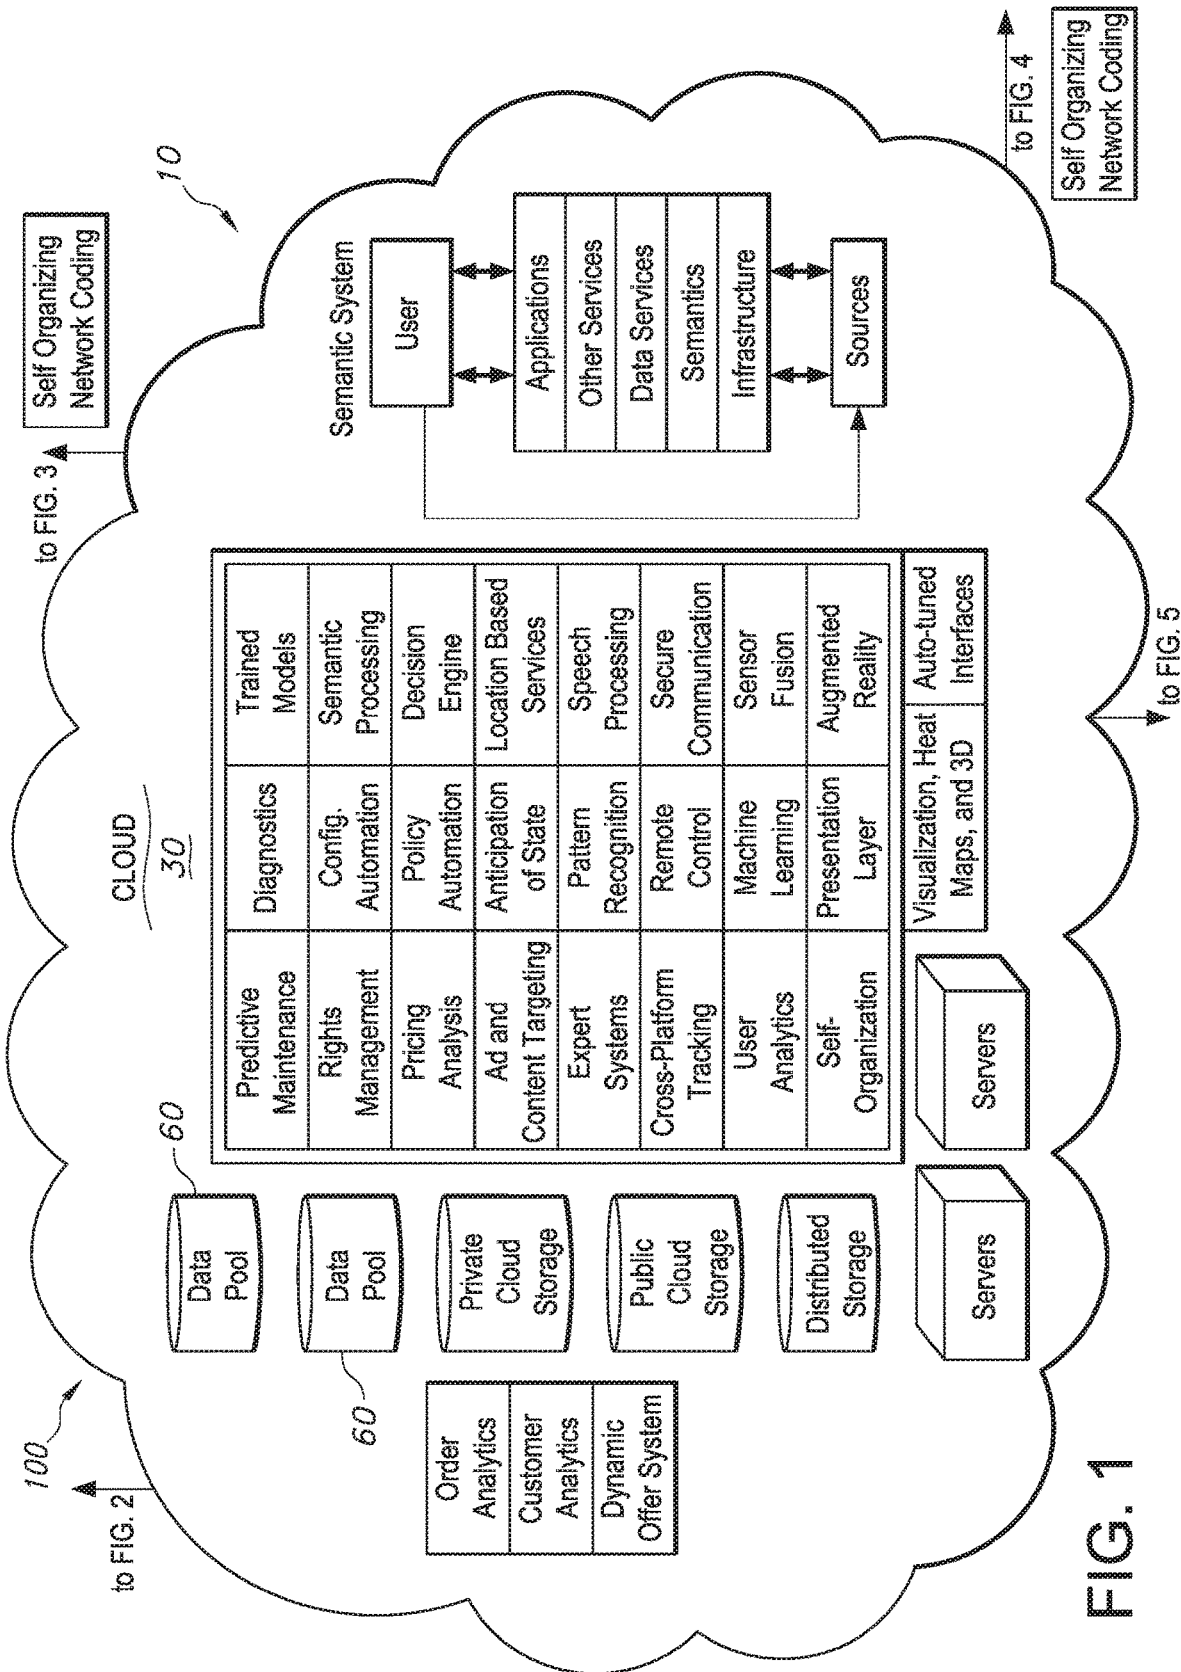 to FIG. 2
100
to FIG. 3
Self Organizing
Network Coding
10
CLOUD
30
Data
Pool
60
Data
Pool
60
Private
Cloud
Storage
Public
Cloud
Storage
Distributed
Storage
Order
Analytics
Customer
Analytics
Dynamic
Offer System
Predictive
Maintenance
Diagnostics
Trained
Models
Rights
Management
Config.
Automation
Semantic
Processing
Pricing
Analysis
Policy
Automation
Decision
Engine
Ad and
Content Targeting
Anticipation
of State
Location Based
Services
Expert
Systems
Pattern
Recognition
Speech
Processing
Cross-Platform
Tracking
Remote
Control
Secure
Communication
User
Analytics
Machine
Learning
Sensor
Fusion
Self-
Organization
Presentation
Layer
Augmented
Reality
Visualization, Heat
Maps, and 3D
Auto-tuned
Interfaces
Servers
Servers
Semantic System
User
Applications
Other Services
Data Services
Semantics
Infrastructure
Sources
to FIG. 4
Self Organizing
Network Coding
to FIG. 5
FIG. 1